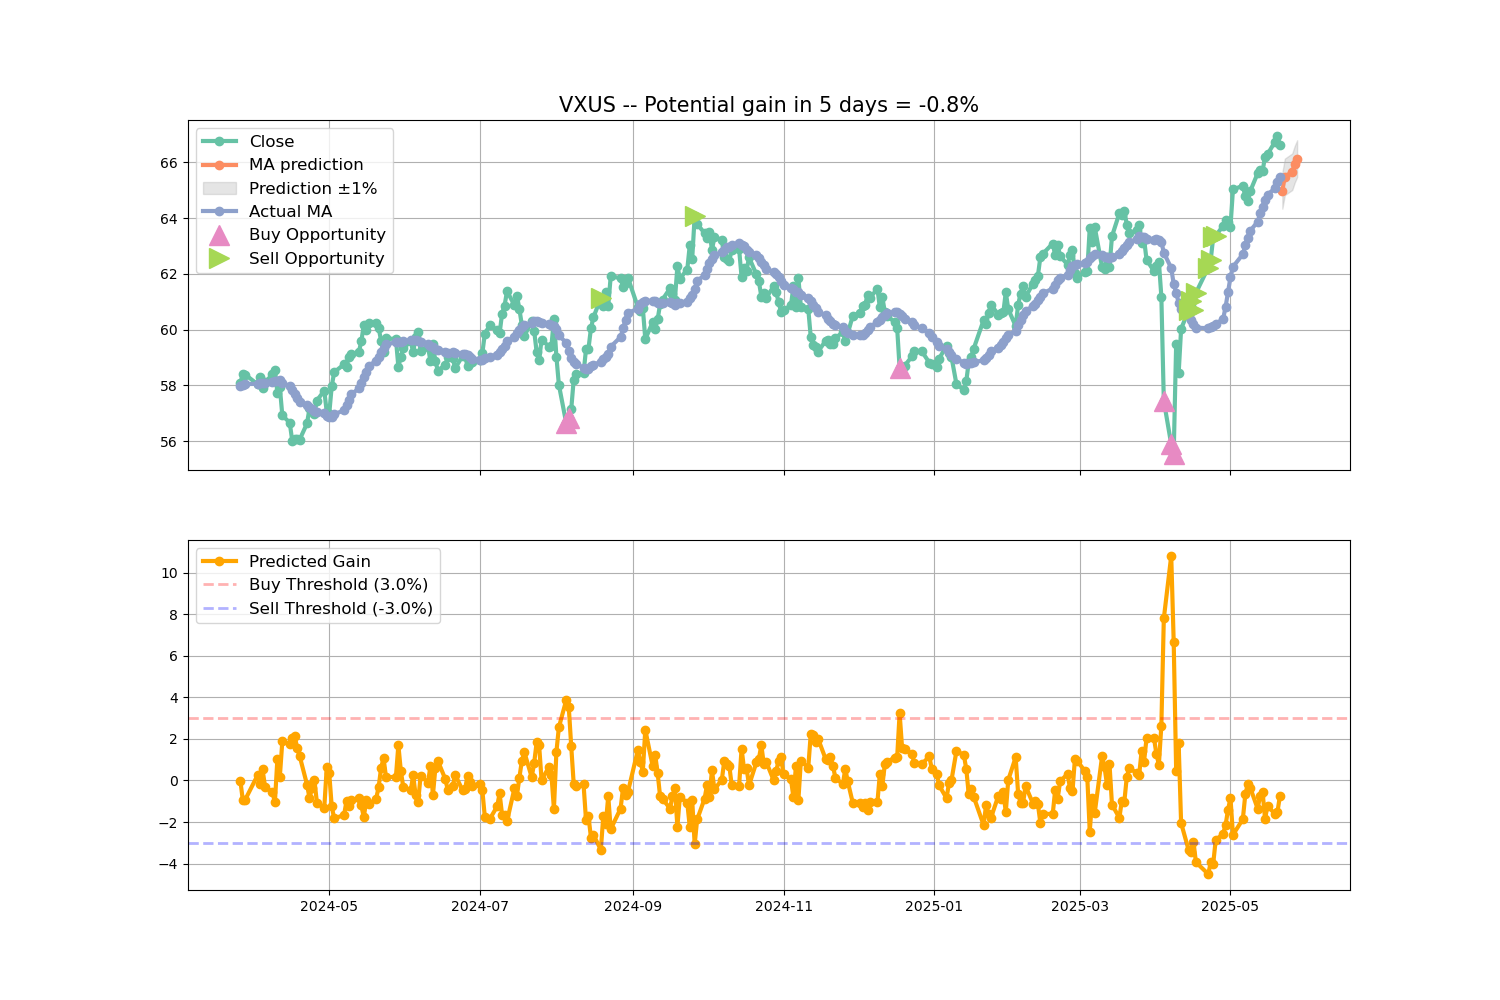 VXUS -- Potential gain in 5 days = -0.8%
Close
MA prediction
Prediction ±1%
Actual MA
Buy Opportunity
Sell Opportunity
66
64
62
60
58
56
Predicted Gain
Buy Threshold (3.0%)
Sell Threshold (-3.0%)
10
8
6
4
2
0
−2
−4
2024-05 2024-07 2024-09 2024-11 2025-01 2025-03 2025-05